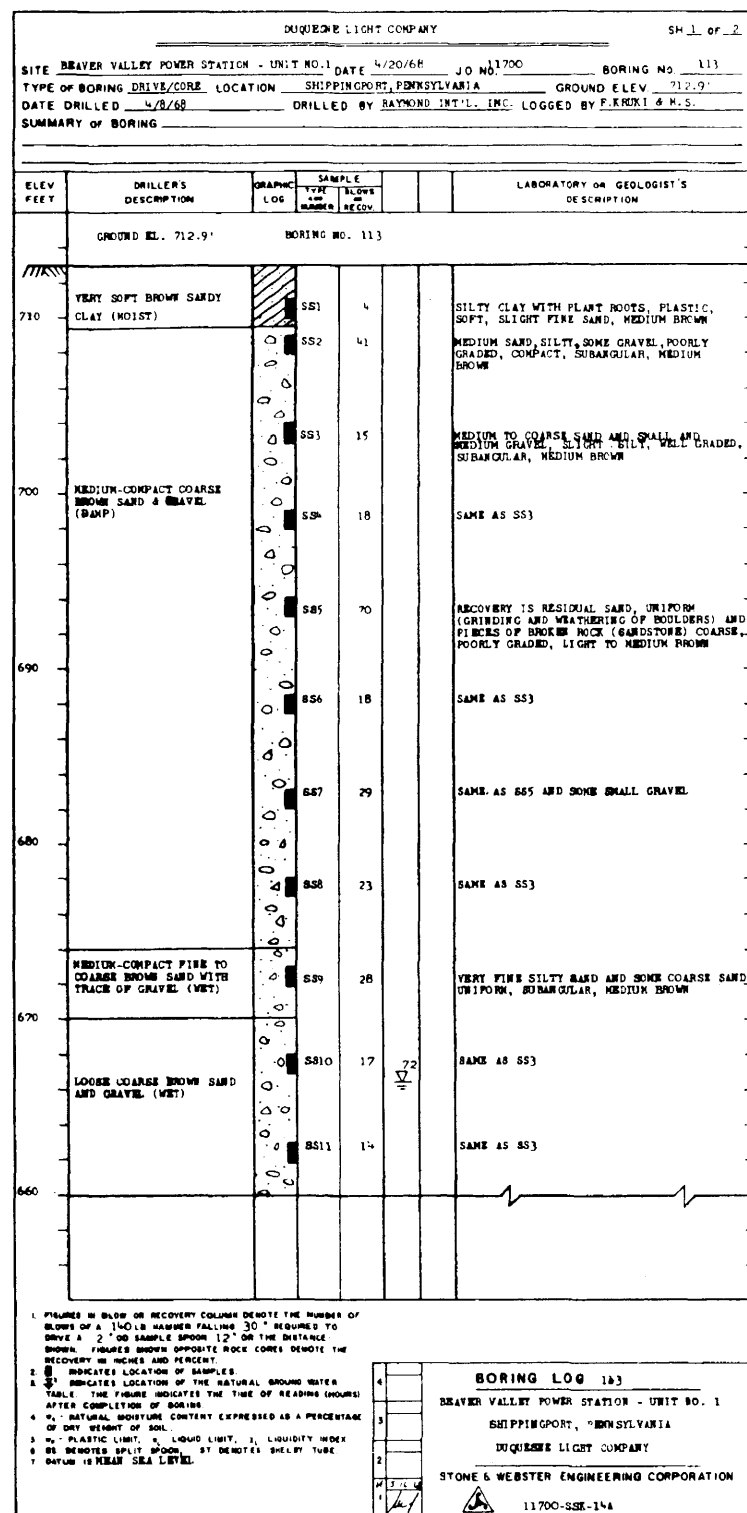 DUQUESNE LIGHT COMPANY SH 1 OF 2
SITE BEAVER VALLEY POWER STATION - UNIT NO.1 DATE 4/20/68 J O NO. 11700 BORING NO. 113
TYPE OF BORING DRIVE/CORE LOCATION SHIPPINGPORT, PENNSYLVANIA GROUND ELEV. 712.9'
DATE DRILLED 4/8/68 DRILLED BY RAYMOND INT'L. INC. LOGGED BY F.KRUKI & M.S.
SUMMARY OF BORING
ELEV FEET DRILLER'S DESCRIPTION GRAPHIC LOG SAMPLE TYPE AND NUMBER BLOWS OR RECOV. LABORATORY OR GEOLOGIST'S DESCRIPTION
GROUND EL. 712.9' BORING NO. 113
VERY SOFT BROWN SANDY
CLAY (MOIST)
710
SS1 4 SILTY CLAY WITH PLANT ROOTS, PLASTIC,
SOFT, SLIGHT FINE SAND, MEDIUM BROWN
SS2 41 MEDIUM SAND, SILTY, SOME GRAVEL, POORLY
GRADED, COMPACT, SUBANGULAR, MEDIUM
BROWN
SS3 15 MEDIUM TO COARSE SAND AND SMALL AND
MEDIUM GRAVEL, SLIGHT SILT, WELL GRADED,
SUBANGULAR, MEDIUM BROWN
700
MEDIUM-COMPACT COARSE
BROWN SAND & GRAVEL
(DAMP)
SS4 18 SAME AS SS3
SS5 70 RECOVERY IS RESIDUAL SAND, UNIFORM
(GRINDING AND WEATHERING OF BOULDERS) AND
PIECES OF BROKEN ROCK (SANDSTONE) COARSE,
POORLY GRADED, LIGHT TO MEDIUM BROWN
690
SS6 18 SAME AS SS3
SS7 29 SAME AS SS5 AND SOME SMALL GRAVEL
680
SS8 23 SAME AS SS3
MEDIUM-COMPACT FINE TO
COARSE BROWN SAND WITH
TRACE OF GRAVEL (WET)
SS9 28 VERY FINE SILTY SAND AND SOME COARSE SAND
UNIFORM, SUBANGULAR, MEDIUM BROWN
670
SS10 17 72 SAME AS SS3
LOOSE COARSE BROWN SAND
AND GRAVEL (WET)
SS11 14 SAME AS SS3
660
1. FIGURES IN BLOW OR RECOVERY COLUMN DENOTE THE NUMBER OF
BLOWS OF A 140 LB HAMMER FALLING 30" REQUIRED TO
DRIVE A 2" OD SAMPLE SPOON 12" OR THE DISTANCE
SHOWN. FIGURES SHOWN OPPOSITE ROCK CORES DENOTE THE
RECOVERY IN INCHES AND PERCENT.
2. INDICATES LOCATION OF SAMPLES.
3. INDICATES LOCATION OF THE NATURAL GROUND WATER
TABLE. THE FIGURE INDICATES THE TIME OF READING (HOURS)
AFTER COMPLETION OF BORING.
4 - NATURAL MOISTURE CONTENT EXPRESSED AS A PERCENTAGE
OF DRY WEIGHT OF SOIL.
5 - PLASTIC LIMIT, LIQUID LIMIT, LIQUIDITY INDEX
6 SS DENOTES SPLIT SPOON, ST DENOTES SHELBY TUBE.
7 DATUM IS MEAN SEA LEVEL
4
3
2
1
BORING LOG 113
BEAVER VALLEY POWER STATION - UNIT NO. 1
SHIPPINGPORT, PENNSYLVANIA
DUQUESNE LIGHT COMPANY
STONE & WEBSTER ENGINEERING CORPORATION
11700-SSK-14A